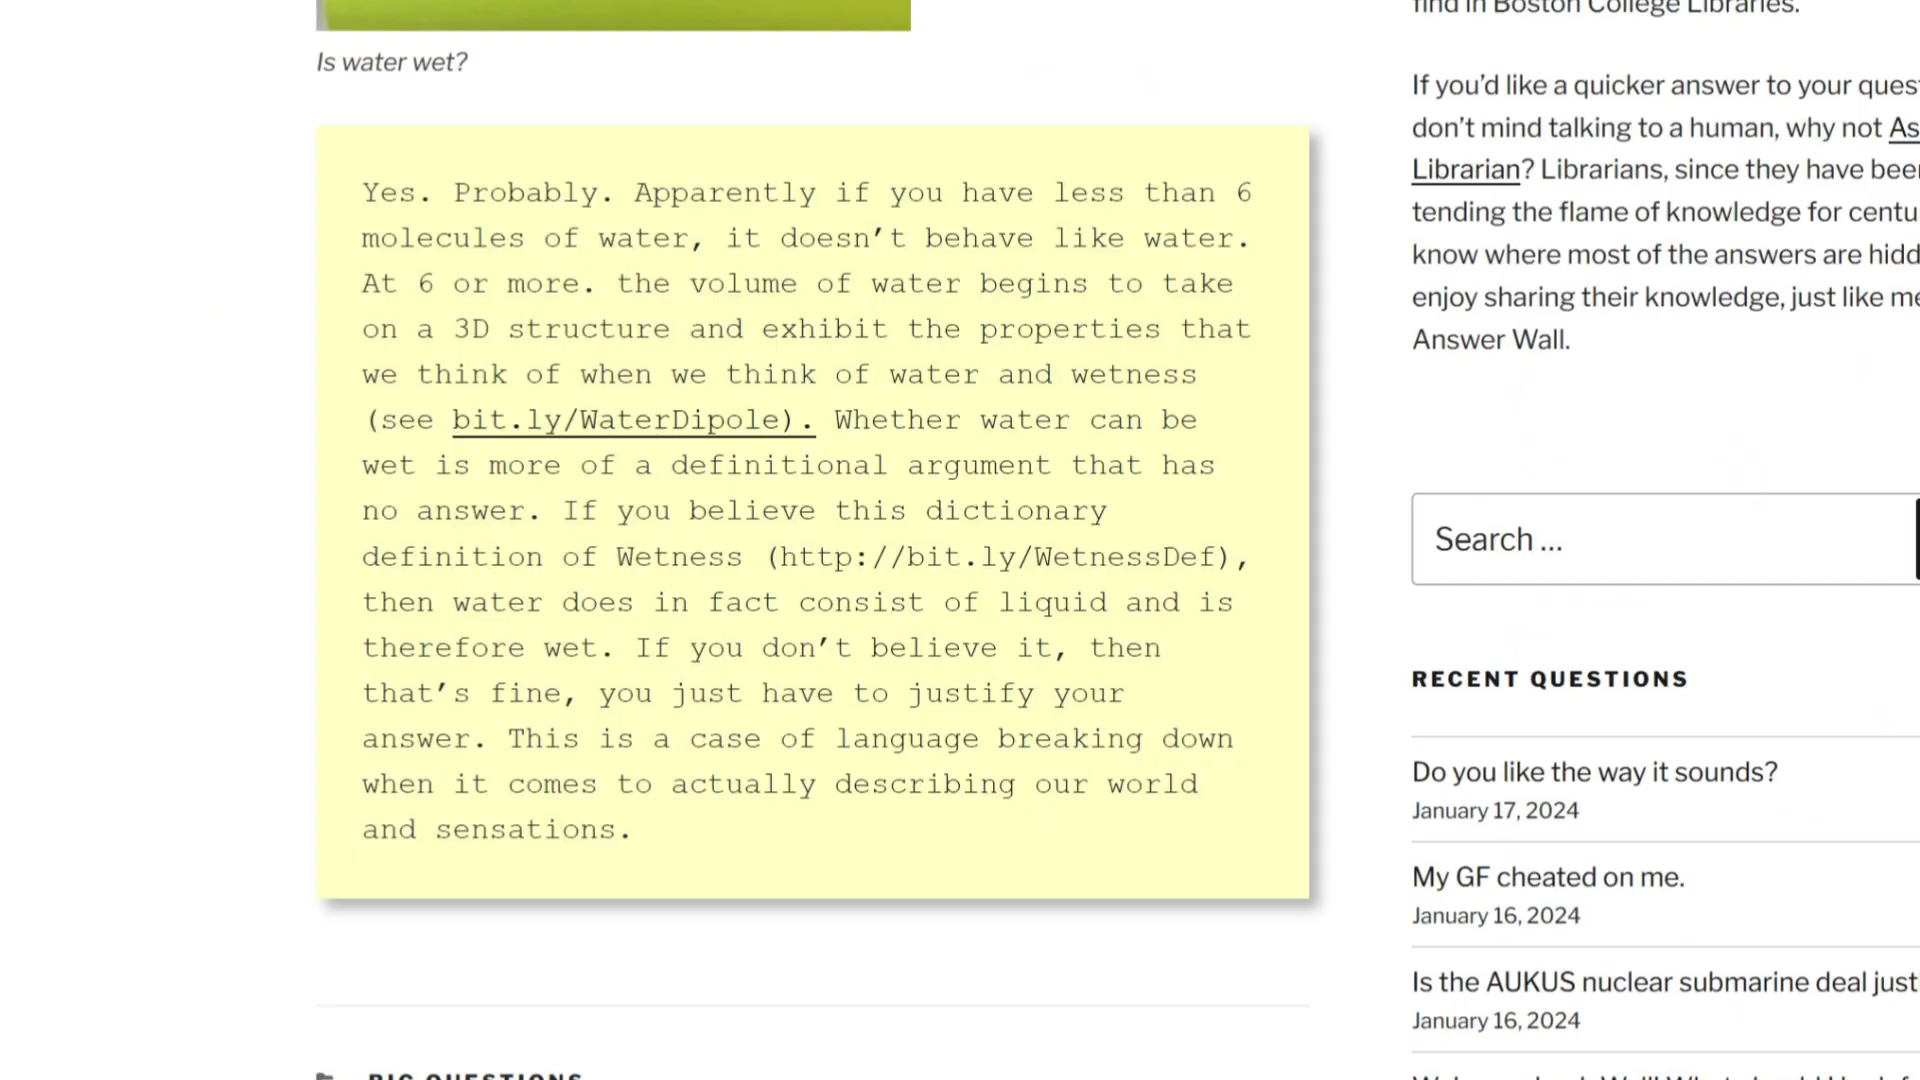 find in Boston College Libraries.
Is water wet?
Yes. Probably. Apparently if you have less than 6
molecules of water, it doesn’t behave like water.
At 6 or more. the volume of water begins to take
on a 3D structure and exhibit the properties that
we think of when we think of water and wetness
(see bit.ly/WaterDipole). Whether water can be
wet is more of a definitional argument that has
no answer. If you believe this dictionary
definition of Wetness (http://bit.ly/WetnessDef),
then water does in fact consist of liquid and is
therefore wet. If you don’t believe it, then
that’s fine, you just have to justify your
answer. This is a case of language breaking down
when it comes to actually describing our world
and sensations.
BIG QUESTIONS
If you’d like a quicker answer to your
don’t mind talking to a human, why not
Librarian? Librarians, since they have
tending the flame of knowledge for
know where most of the answers are
enjoy sharing their knowledge, just like
Answer Wall.
Search ...
RECENT QUESTIONS
Do you like the way it sounds?
January 17, 2024
My GF cheated on me.
January 16, 2024
Is the AUKUS nuclear submarine deal
January 16, 2024